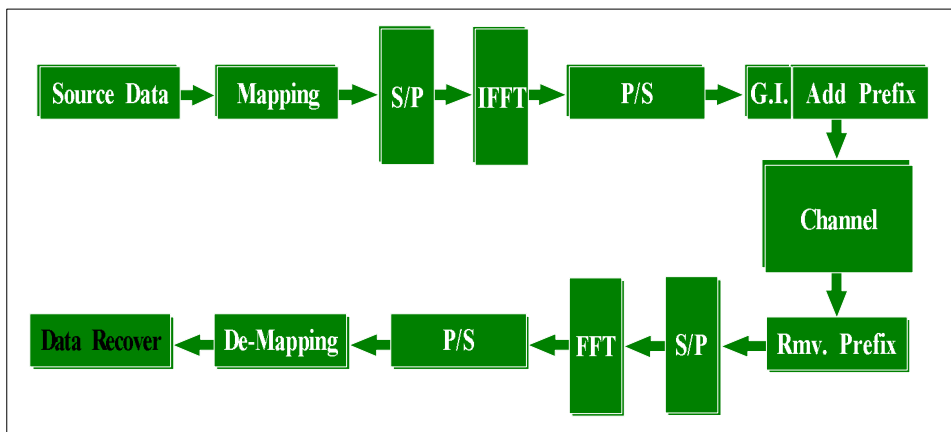 Source Data
Mapping
S/P
IFFT
P/S
G.I.
Add Prefix
Channel
Rmv. Prefix
S/P
FFT
P/S
De-Mapping
Data Recover